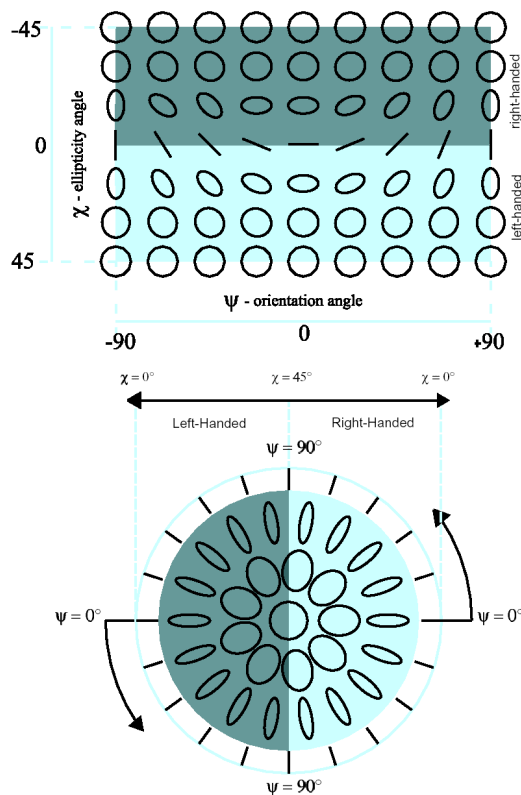 -45
0
45
χ - ellipticity angle
right-handed
left-handed
ψ - orientation angle
-90
0
+90
χ = 0°
χ = 45°
χ = 0°
Left-Handed
Right-Handed
ψ = 90°
ψ = 0°
ψ = 0°
ψ = 90°